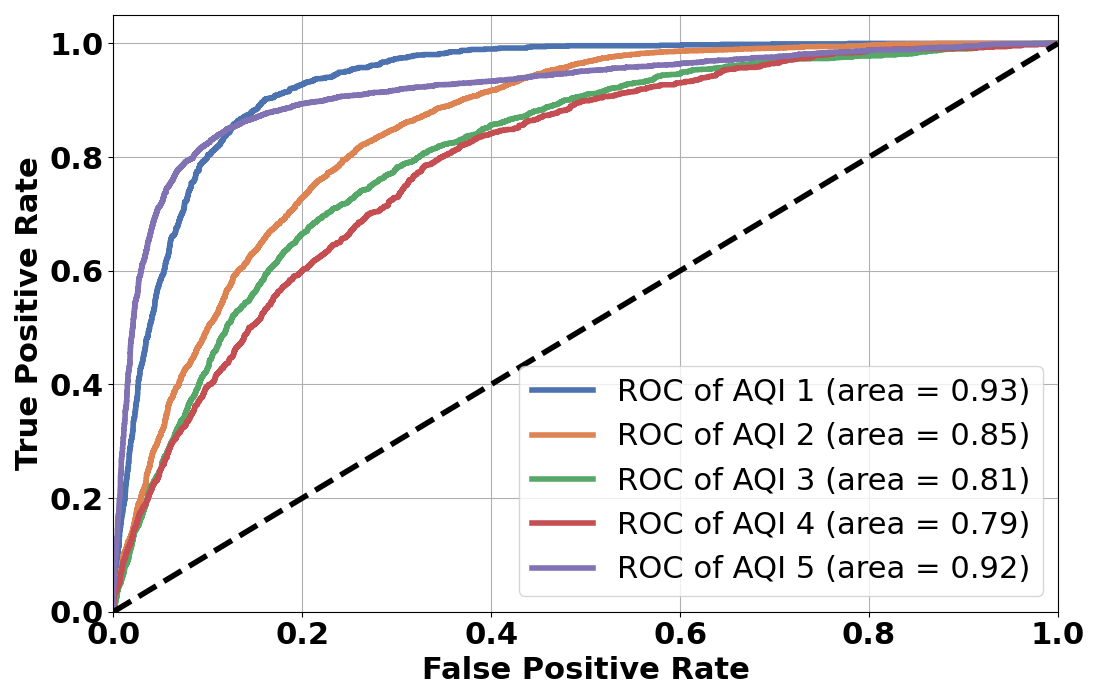 True Positive Rate
1.0
0.8
0.6
0.4
0.2
0.0
ROC of AQI 1 (area = 0.93)
ROC of AQI 2 (area = 0.85)
ROC of AQI 3 (area = 0.81)
ROC of AQI 4 (area = 0.79)
ROC of AQI 5 (area = 0.92)
0.0 0.2 0.4 0.6 0.8 1.0
False Positive Rate